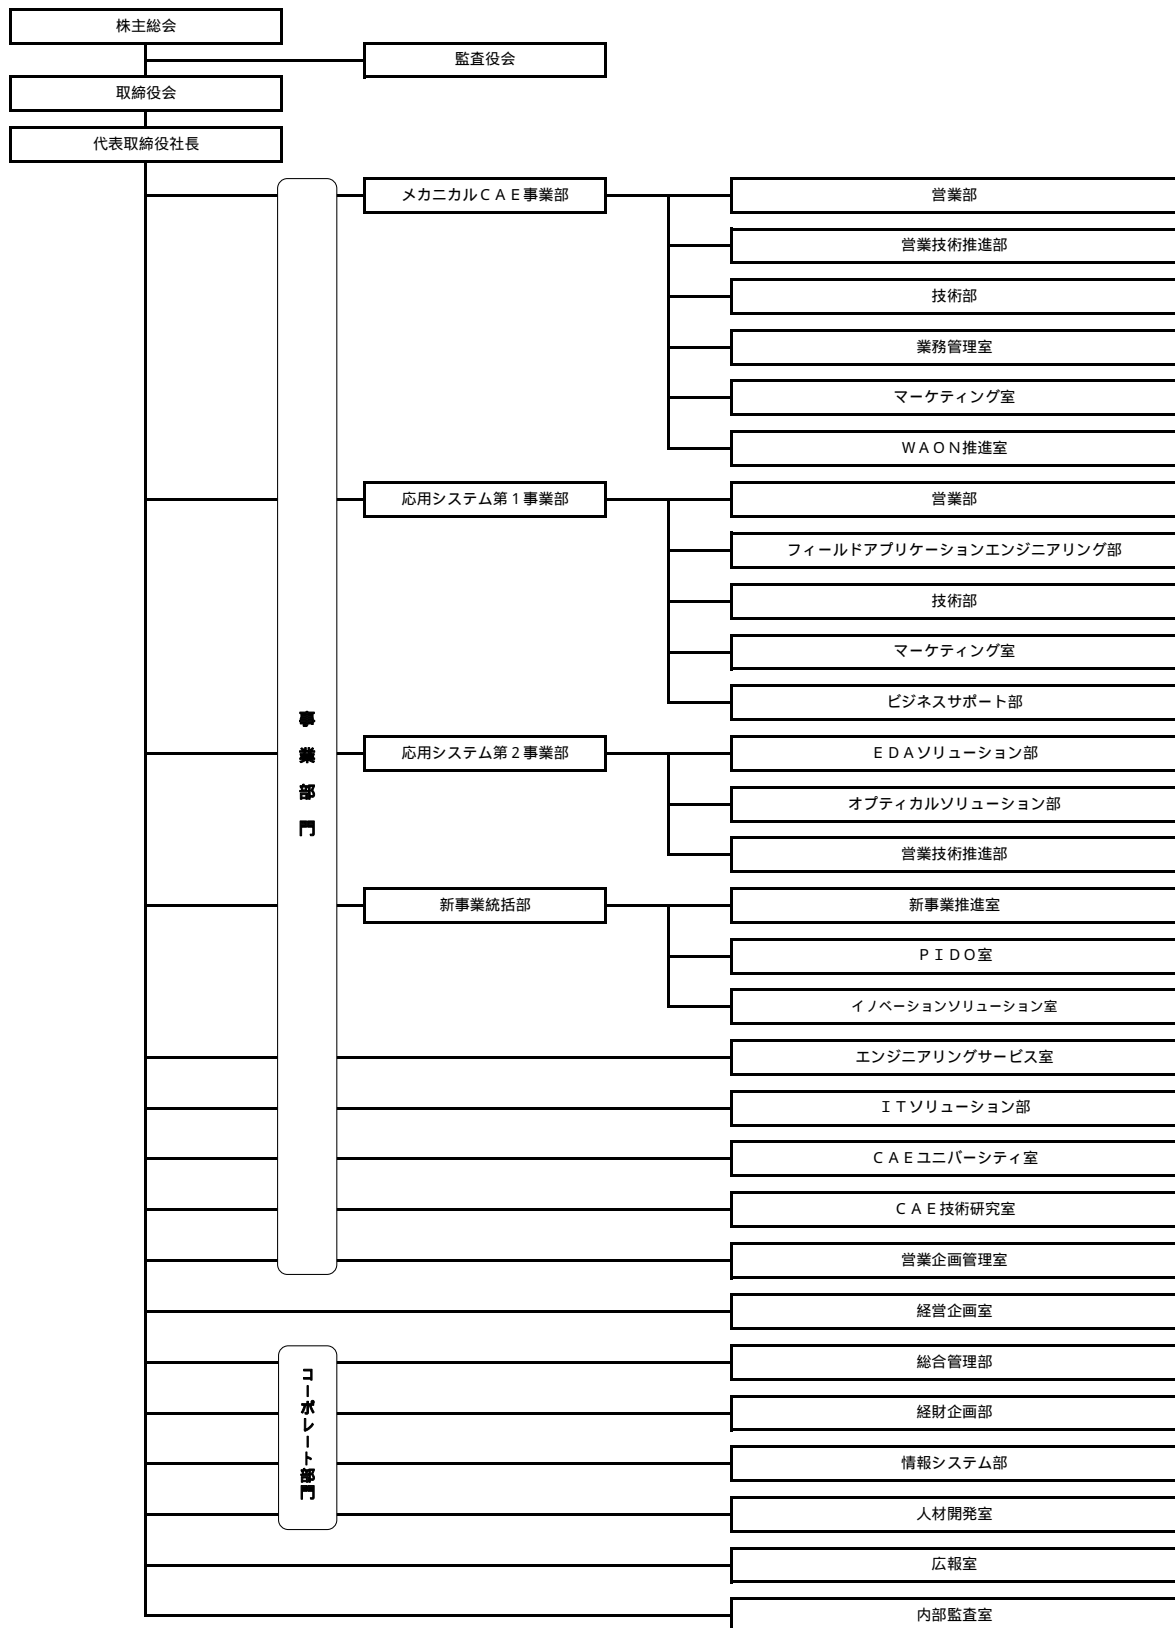 株主総会
監査役会
取締役会
代表取締役社長
事業部門
メカニカルＣＡＥ事業部
営業部
営業技術推進部
技術部
業務管理室
マーケティング室
ＷＡＯＮ推進室
応用システム第１事業部
営業部
フィールドアプリケーションエンジニアリング部
技術部
マーケティング室
ビジネスサポート部
応用システム第２事業部
ＥＤＡソリューション部
オプティカルソリューション部
営業技術推進部
新事業統括部
新事業推進室
ＰＩＤＯ室
イノベーションソリューション室
エンジニアリングサービス室
ＩＴソリューション部
ＣＡＥユニバーシティ室
ＣＡＥ技術研究室
営業企画管理室
経営企画室
コーポレート部門
総合管理部
経財企画部
情報システム部
人材開発室
広報室
内部監査室